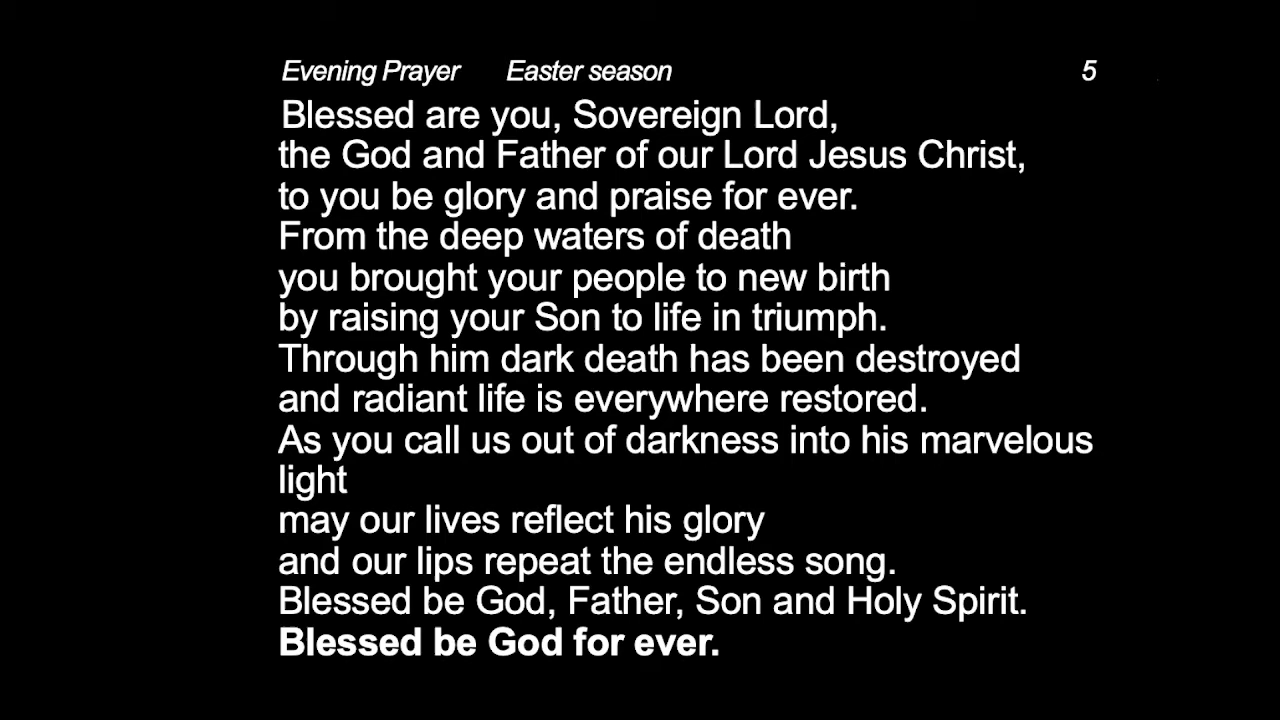 Evening Prayer Easter season 5
Blessed are you, Sovereign Lord,
the God and Father of our Lord Jesus Christ,
to you be glory and praise for ever.
From the deep waters of death
you brought your people to new birth
by raising your Son to life in triumph.
Through him dark death has been destroyed
and radiant life is everywhere restored.
As you call us out of darkness into his marvelous
light
may our lives reflect his glory
and our lips repeat the endless song.
Blessed be God, Father, Son and Holy Spirit.
Blessed be God for ever.